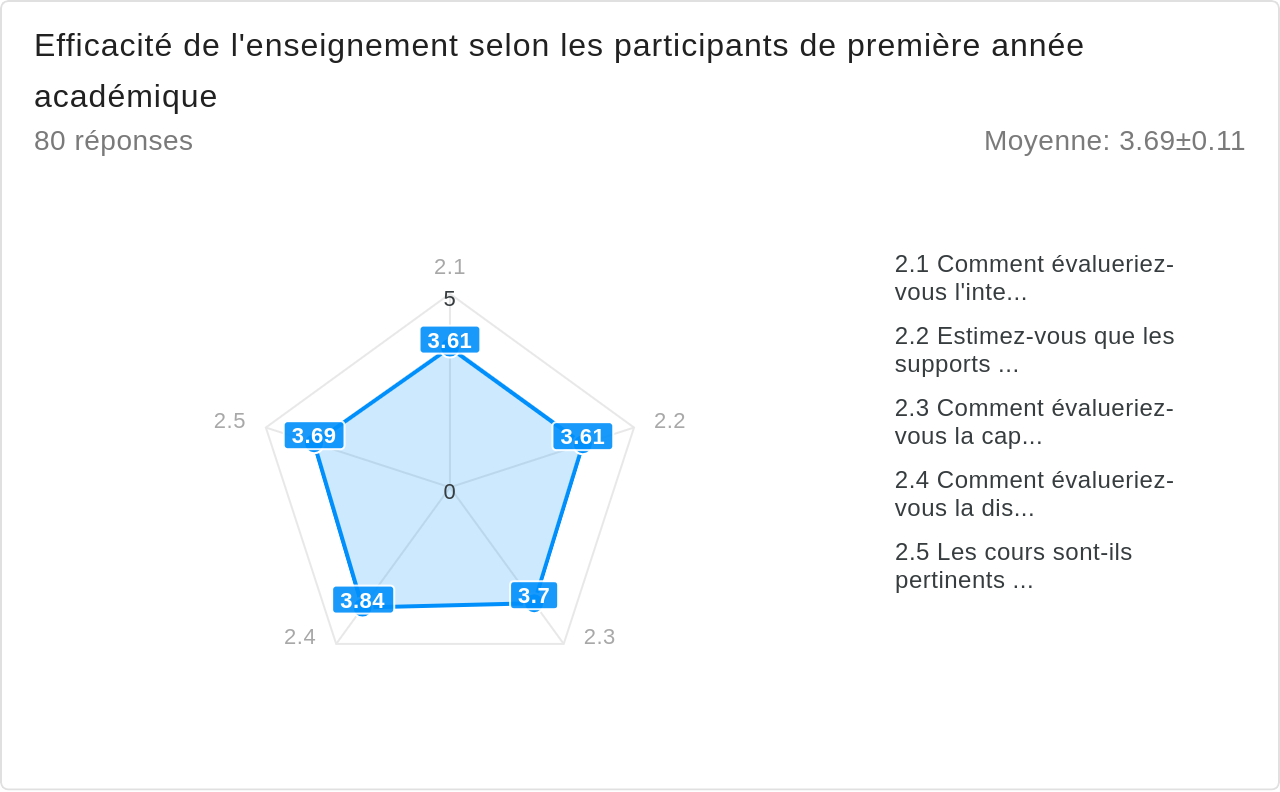 Efficacité de l'enseignement selon les participants de première année
académique
80 réponses
Moyenne: 3.69±0.11
2.1
5
3.61
2.5
2.2
3.69
3.61
0
3.84
3.7
2.4
2.3
2.1 Comment évalueriez-
vous l'inte...
2.2 Estimez-vous que les
supports ...
2.3 Comment évalueriez-
vous la cap...
2.4 Comment évalueriez-
vous la dis...
2.5 Les cours sont-ils
pertinents ...